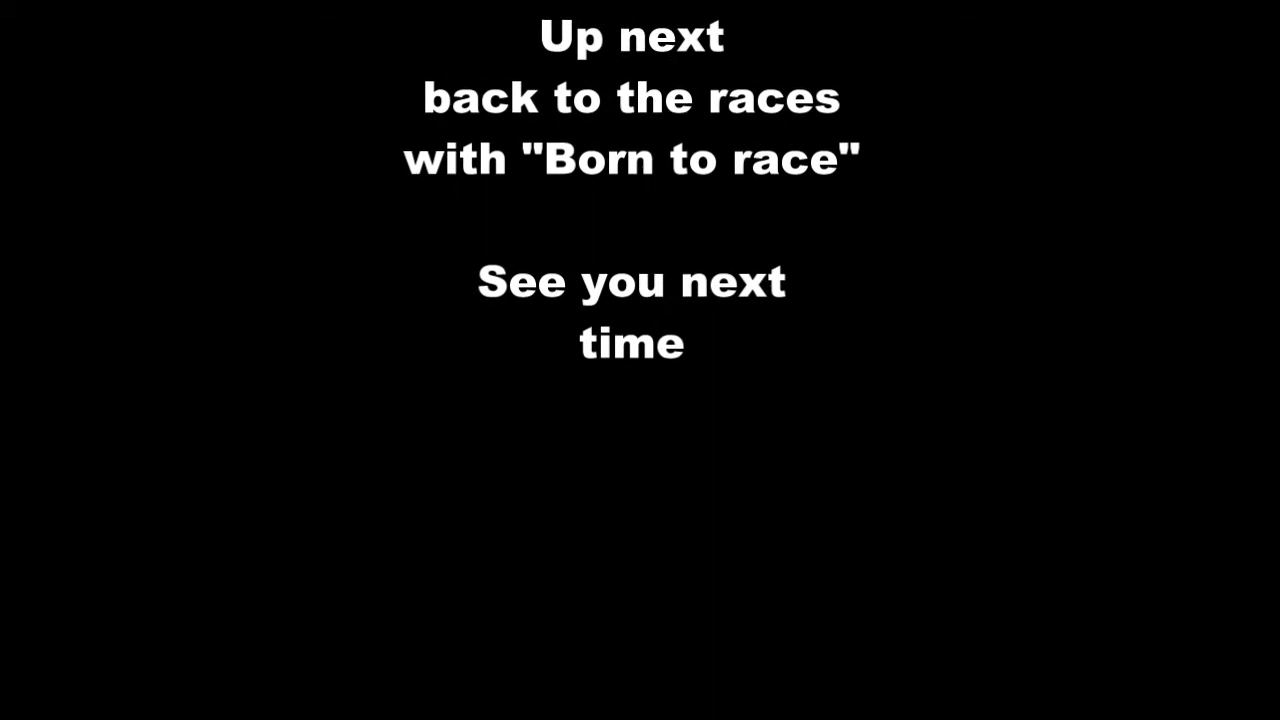 Up next
back to the races
with "Born to race"
See you next
time